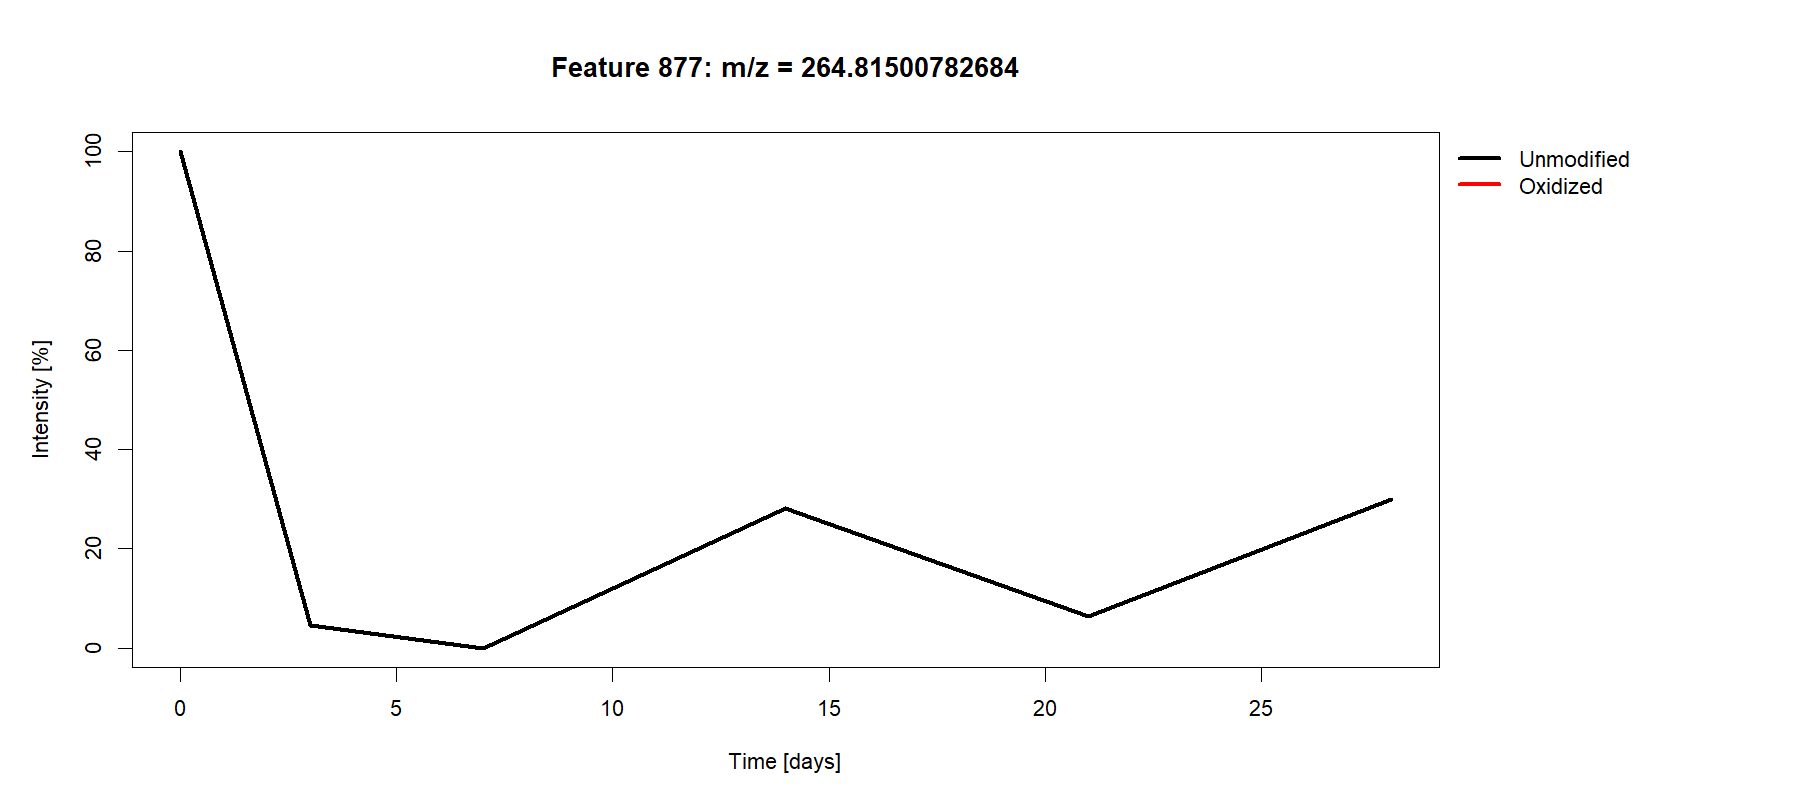 Feature 877: m/z = 264.81500782684
Unmodified
Oxidized
Intensity [%]
100
80
60
40
20
0
0 5 10 15 20 25
Time [days]